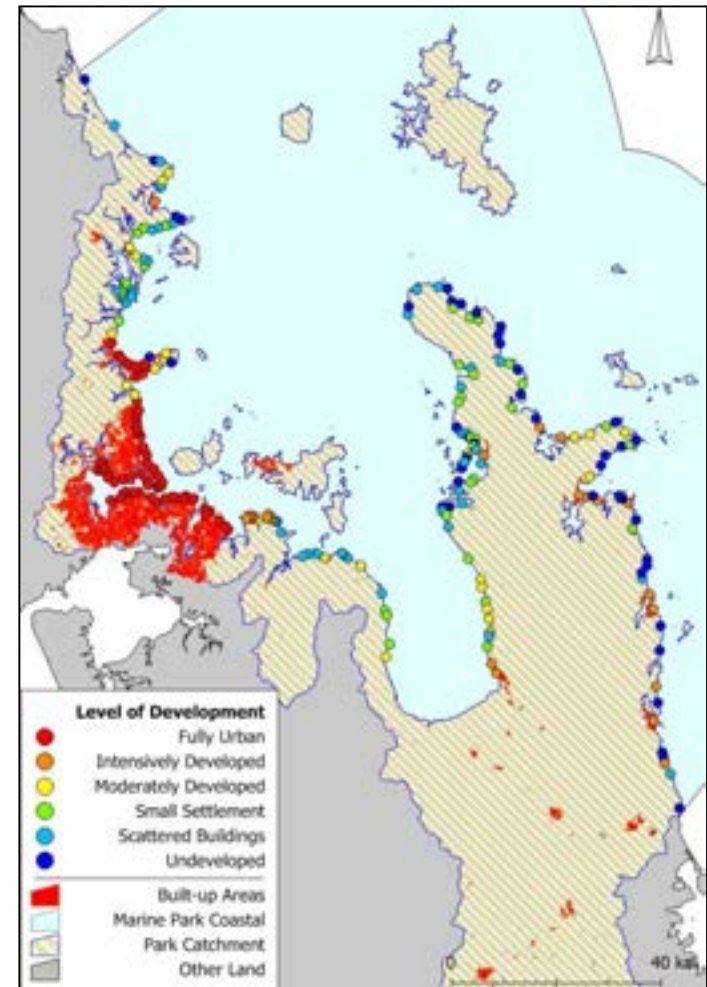 Level of Development
Fully Urban
Intensively Developed
Moderately Developed
Small Settlement
Scattered Buildings
Undeveloped
Built-up Areas
Marine Park Coastal
Park Catchment
Other Land
0
40